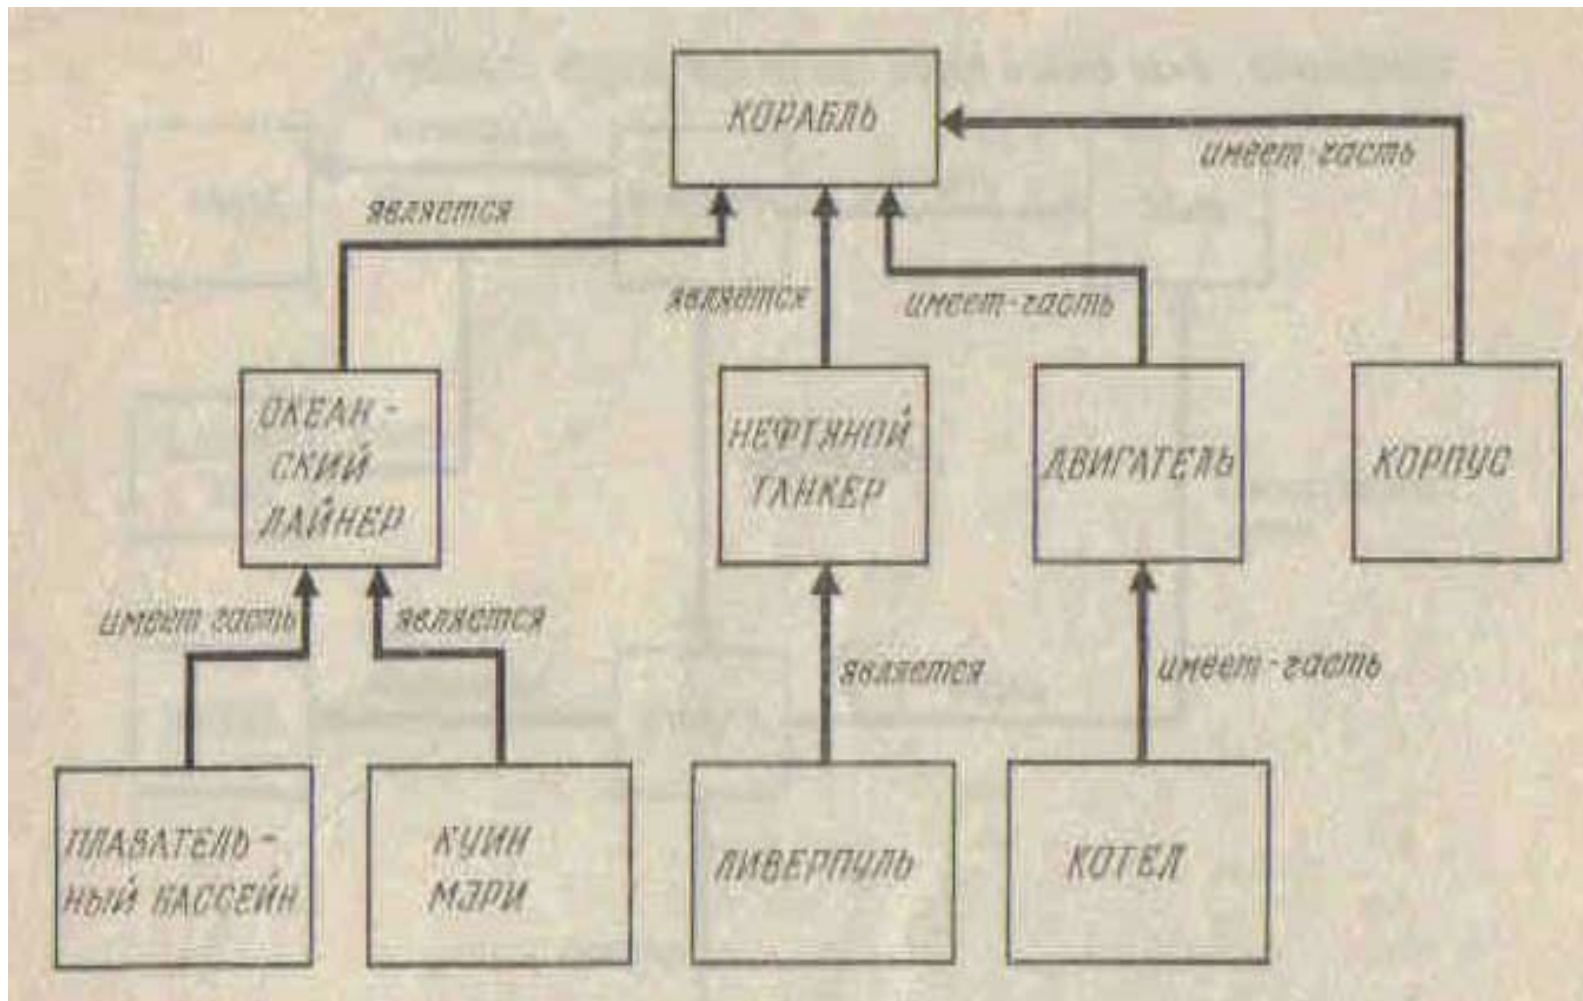 КОРАБЛЬ
имеет-часть
является
является
имеет-часть
ОКЕАН-
СКИЙ
ЛАЙНЕР
НЕФТЯНОЙ
ТАНКЕР
ДВИГАТЕЛЬ
КОРПУС
имеет часть
является
является
имеет-часть
ПЛАВАТЕЛЬ-
НЫЙ БАССЕЙН
КУИН
МЭРИ
ЛИВЕРПУЛЬ
КОТЕЛ